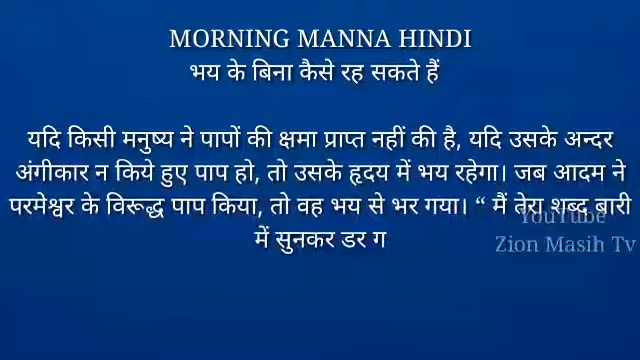 MORNING MANNA HINDI
भय के बिना कैसे रह सकते हैं
यदि किसी मनुष्य ने पापों की क्षमा प्राप्त नहीं की है, यदि उसके अन्दर
अंगीकार न किये हुए पाप हो, तो उसके हृदय में भय रहेगा। जब आदम ने
परमेश्वर के विरूद्ध पाप किया, तो वह भय से भर गया। “ मैं तेरा शब्द बारी
में सुनकर डर ग
YouTube
Zion Masih Tv